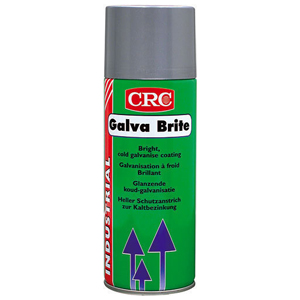 CRC
Galva Brite
Bright,
cold galvanise coating
Galvanisation à froid
Brillant
Glanzende
koud-galvanisatie
Heller Schutzanstrich
zur Kaltbezinkung
INDUSTRIAL